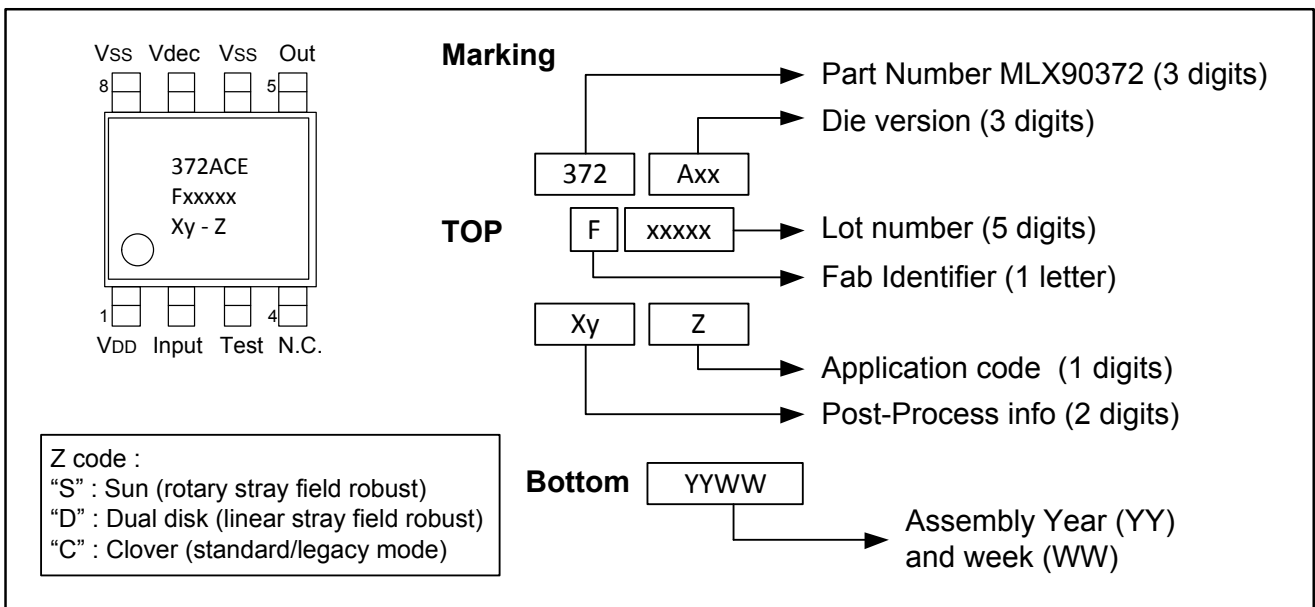 Vss Vdec Vss Out
8 5
372ACE
Fxxxxx
Xy - Z
1 4
VDD Input Test N.C.
Marking
Part Number MLX90372 (3 digits)
Die version (3 digits)
372 Axx
TOP
F xxxxx
Lot number (5 digits)
Fab Identifier (1 letter)
Xy Z
Application code (1 digits)
Post-Process info (2 digits)
Z code :
“S” : Sun (rotary stray field robust)
“D” : Dual disk (linear stray field robust)
“C” : Clover (standard/legacy mode)
Bottom YYWW
Assembly Year (YY)
and week (WW)